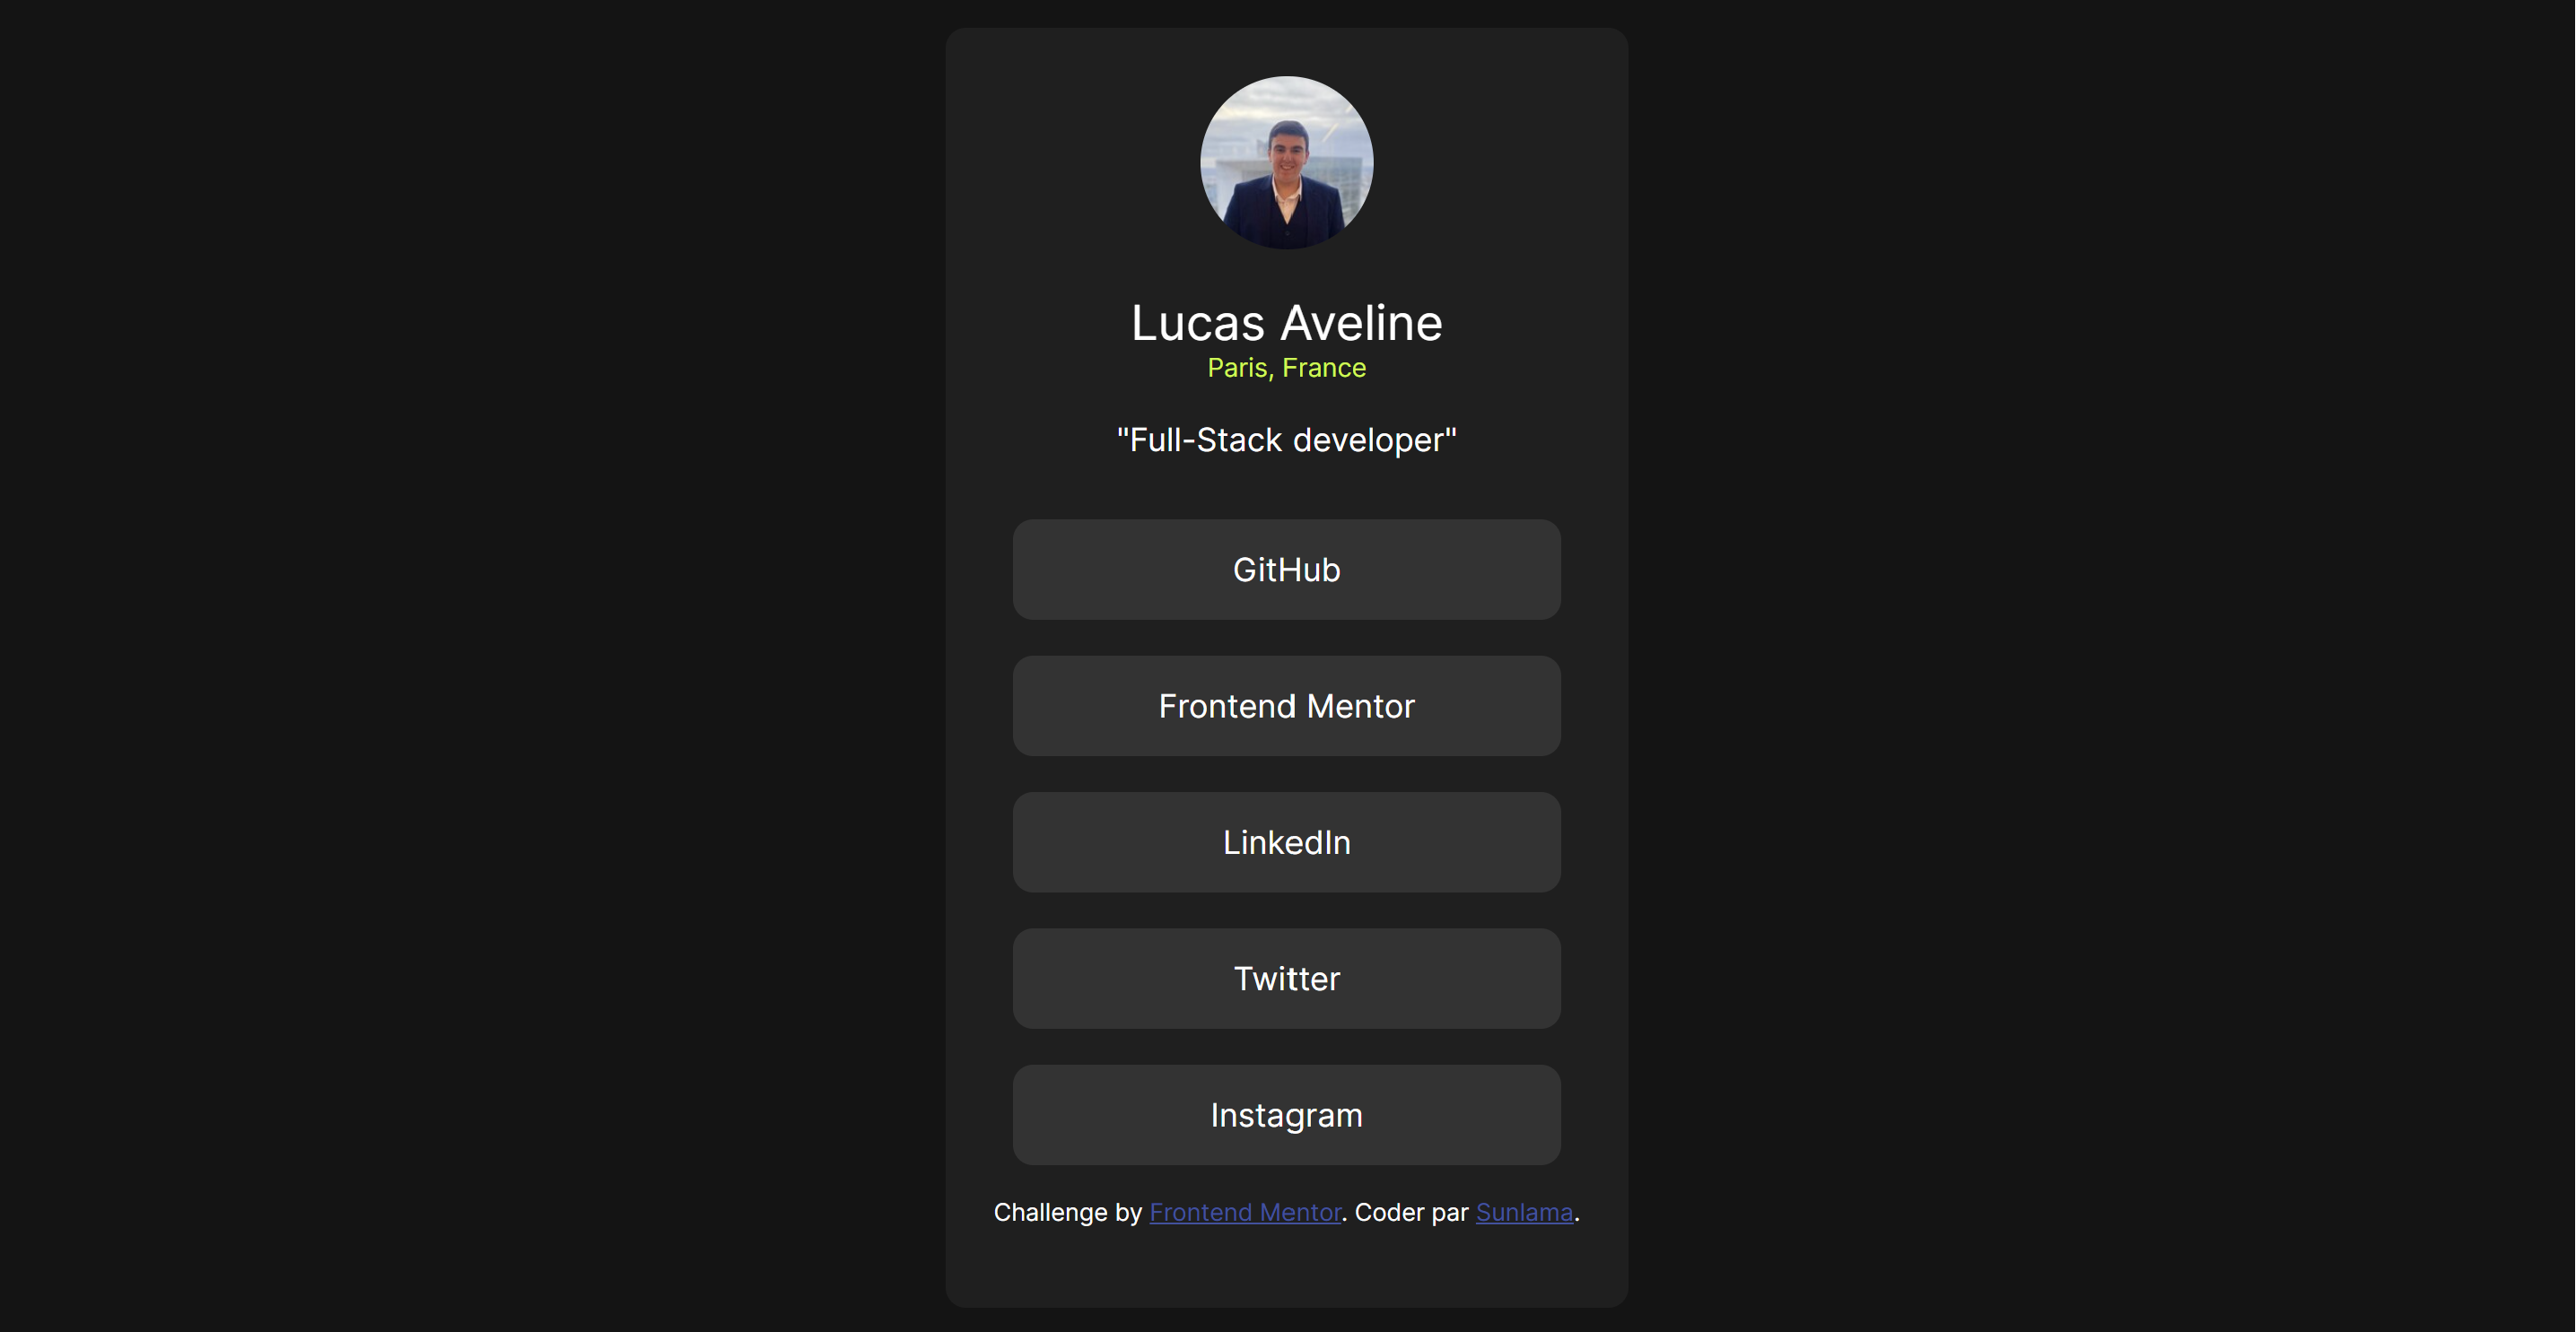 Lucas Aveline
Paris, France
"Full-Stack developer"
GitHub
Frontend Mentor
LinkedIn
Twitter
Instagram
Challenge by Frontend Mentor. Coder par Sunlama.